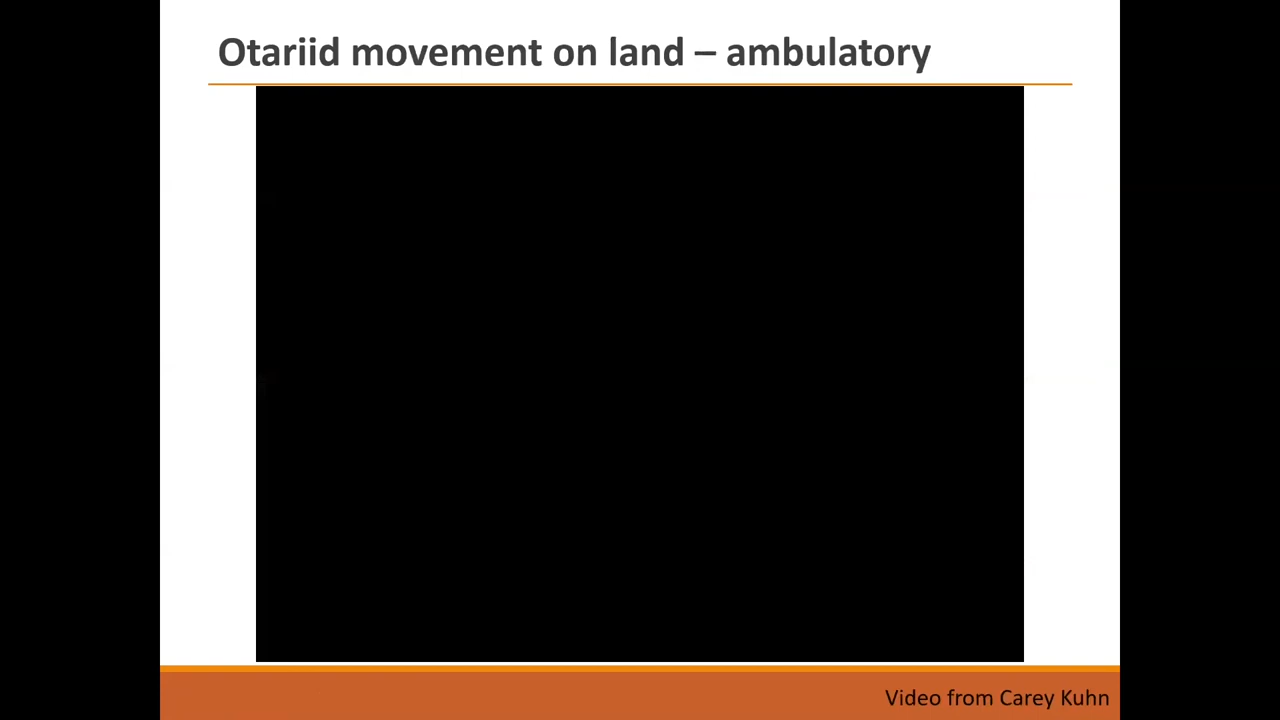 Otariid movement on land – ambulatory
Video from Carey Kuhn